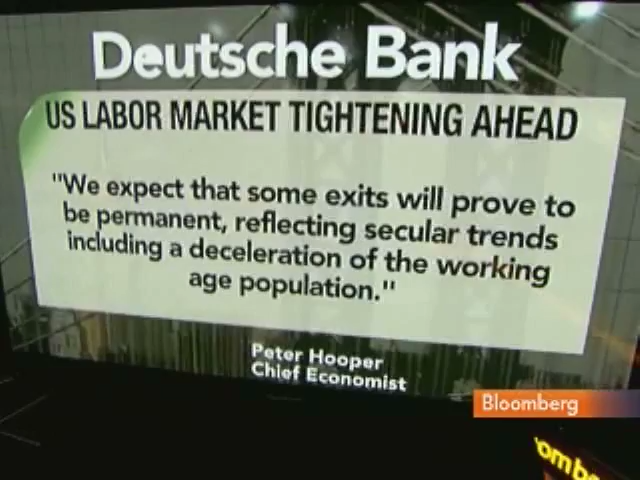 Deutsche Bank
US LABOR MARKET TIGHTENING AHEAD
"We expect that some exits will prove to
be permanent, reflecting secular trends
including a deceleration of the working
age population."
Peter Hooper
Chief Economist
Bloomberg
omb